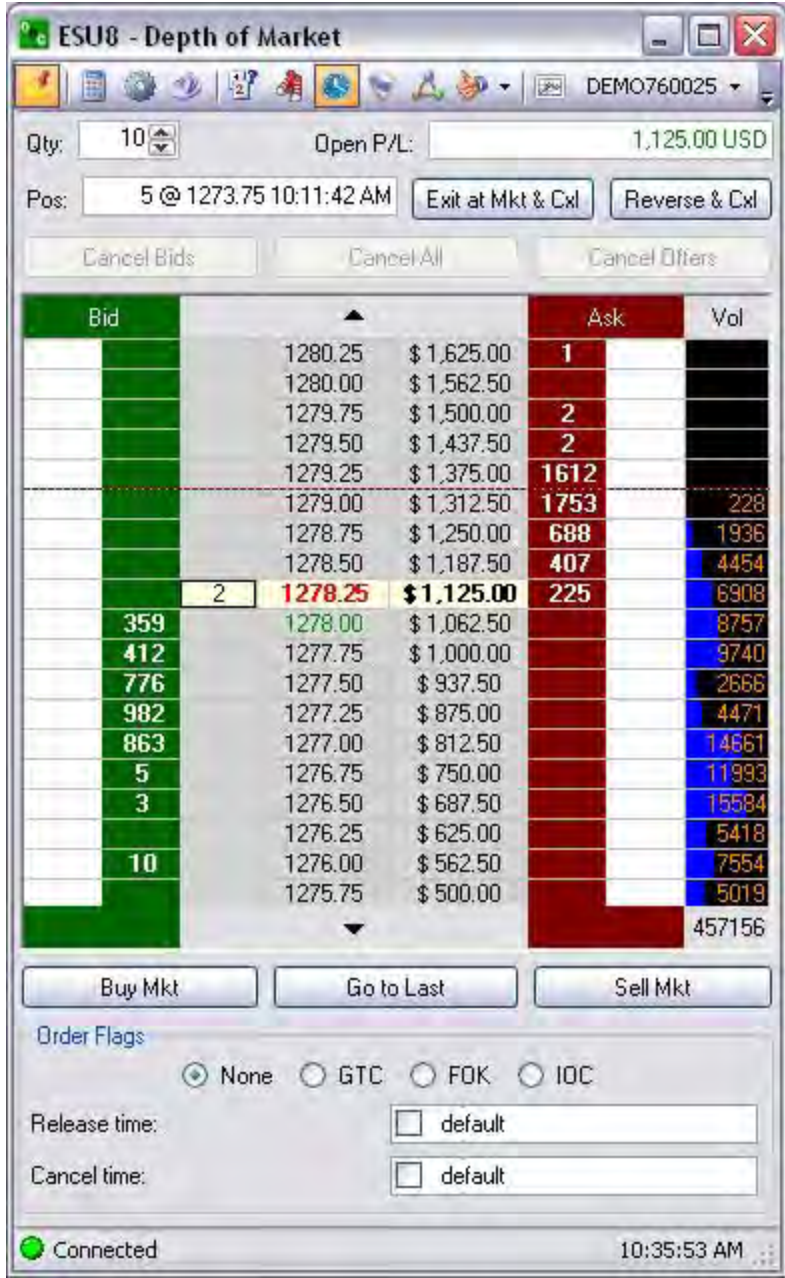 ESU8 - Depth of Market
DEMO760025
Qty: 10 Open P/L: 1,125.00 USD
Pos: 5 @ 1273.75 10:11:42 AM Exit at Mkt & Cxl Reverse & Cxl
Cancel Bids Cancel All Cancel Offers
Bid Ask Vol
1280.25 $ 1,625.00 1
1280.00 $ 1,562.50
1279.75 $ 1,500.00 2
1279.50 $ 1,437.50 2
1279.25 $ 1,375.00 1612
1279.00 $ 1,312.50 1753 228
1278.75 $ 1,250.00 688 1936
1278.50 $ 1,187.50 407 4454
2 1278.25 $ 1,125.00 225 6908
359 1278.00 $ 1,062.50 8757
412 1277.75 $ 1,000.00 9740
776 1277.50 $ 937.50 2666
982 1277.25 $ 875.00 4471
863 1277.00 $ 812.50 14661
5 1276.75 $ 750.00 11993
3 1276.50 $ 687.50 15584
1276.25 $ 625.00 5418
10 1276.00 $ 562.50 7554
1275.75 $ 500.00 5019
457156
Buy Mkt Go to Last Sell Mkt
Order Flags
None GTC FOK IOC
Release time: default
Cancel time: default
Connected 10:35:53 AM